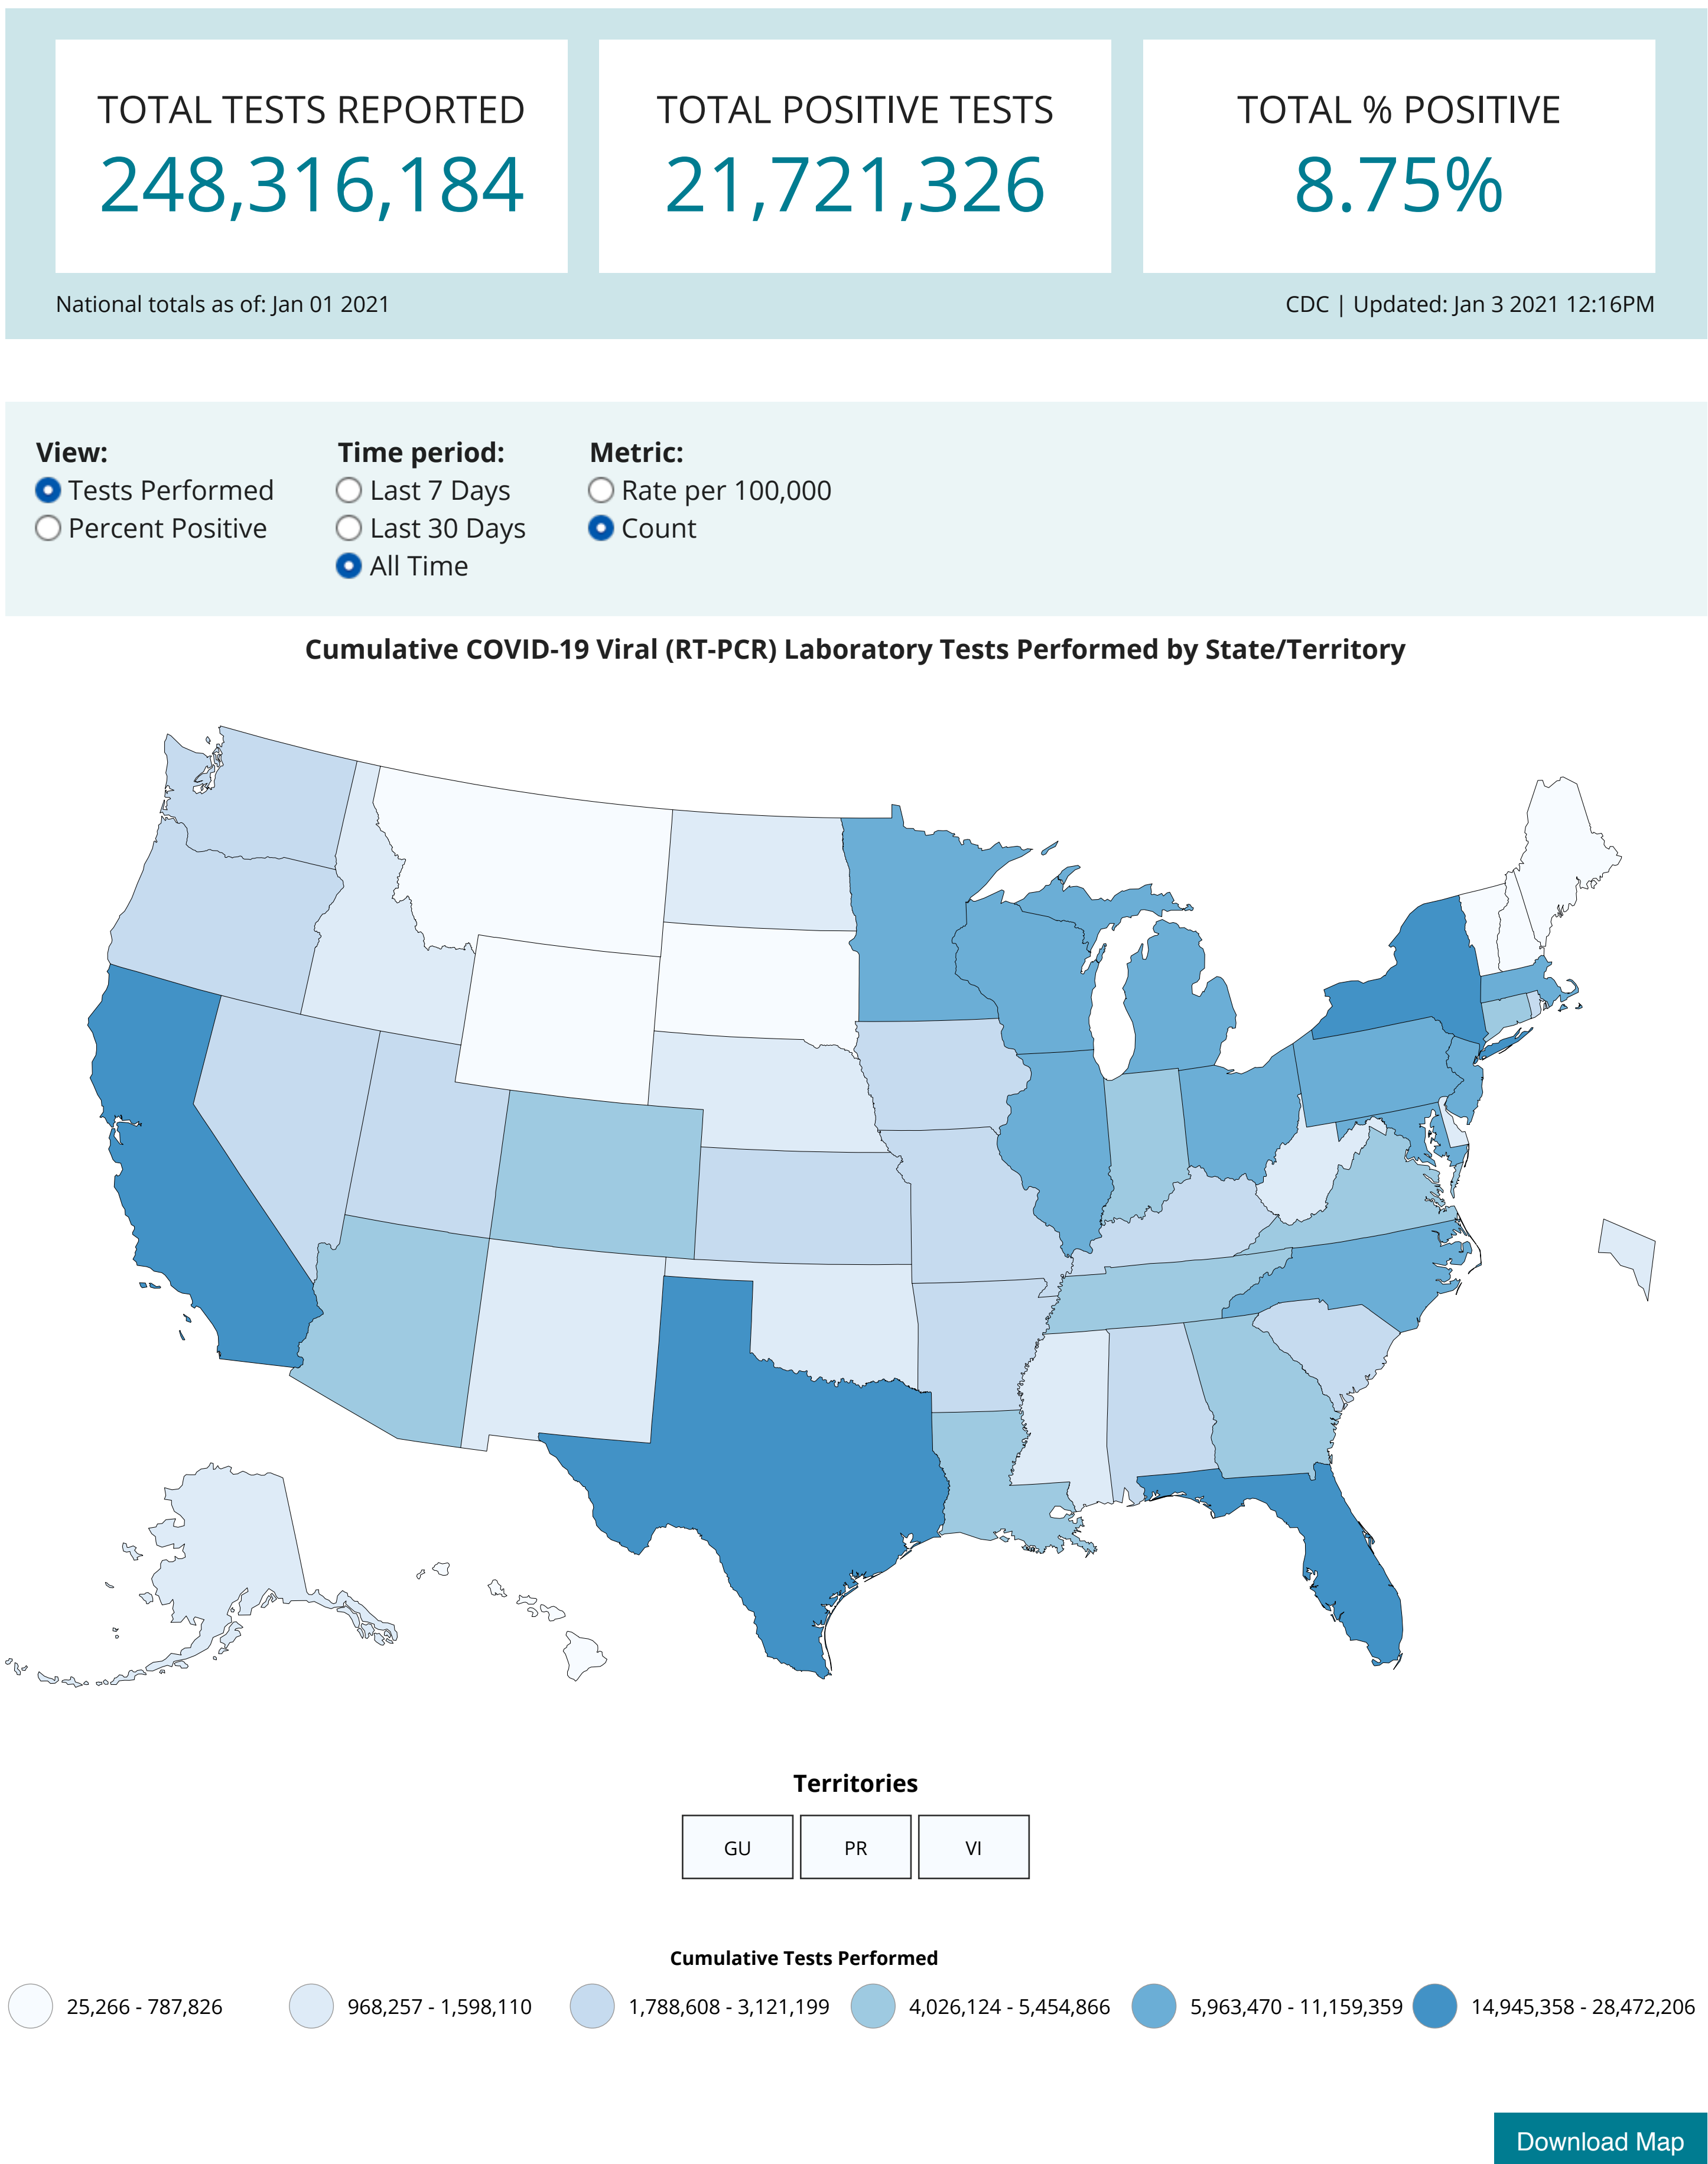 TOTAL TESTS REPORTED
248,316,184
TOTAL POSITIVE TESTS
21,721,326
TOTAL % POSITIVE
8.75%
National totals as of: Jan 01 2021
CDC | Updated: Jan 3 2021 12:16PM
View:
Tests Performed
Percent Positive
Time period:
Last 7 Days
Last 30 Days
All Time
Metric:
Rate per 100,000
Count
Cumulative COVID-19 Viral (RT-PCR) Laboratory Tests Performed by State/Territory
Territories
GU
PR
VI
Cumulative Tests Performed
25,266 - 787,826
968,257 - 1,598,110
1,788,608 - 3,121,199
4,026,124 - 5,454,866
5,963,470 - 11,159,359
14,945,358 - 28,472,206
Download Map